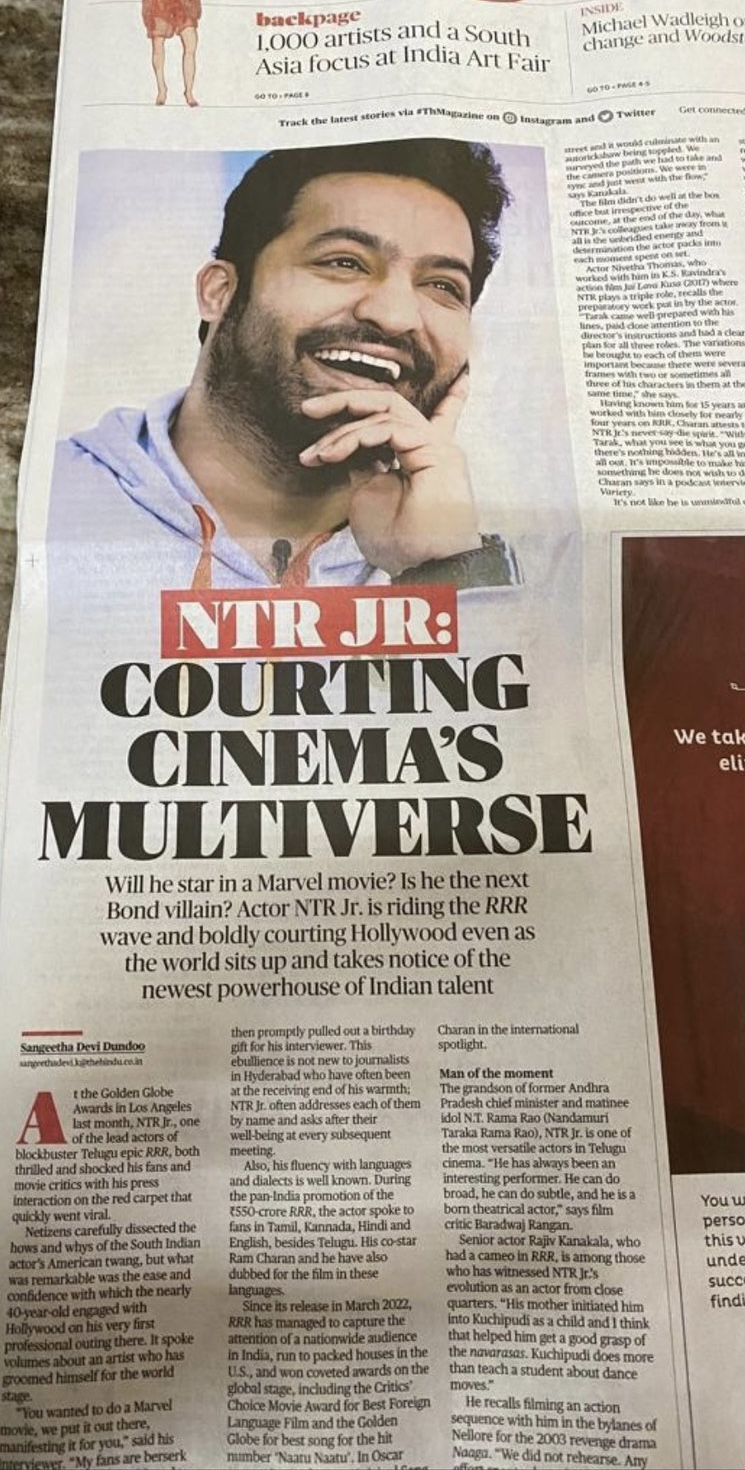 backpage
1,000 artists and a South
Asia focus at India Art Fair
GO TO • PAGE 8
INSIDE
Michael Wadleigh o
change and Woodst
GO TO • PAGE 4-5
Track the latest stories via #ThMagazine on Instagram and Twitter
Get connected
NTR JR:
COURTING
CINEMA'S
MULTIVERSE
Will he star in a Marvel movie? Is he the next
Bond villain? Actor NTR Jr. is riding the RRR
wave and boldly courting Hollywood even as
the world sits up and takes notice of the
newest powerhouse of Indian talent
Sangeetha Devi Dundoo
sangeethadevi.k@thehindu.co.in
At the Golden Globe
Awards in Los Angeles
last month, NTR Jr., one
of the lead actors of
blockbuster Telugu epic RRR, both
thrilled and shocked his fans and
movie critics with his press
interaction on the red carpet that
quickly went viral.
Netizens carefully dissected the
hows and whys of the South Indian
actor's American twang, but what
was remarkable was the ease and
confidence with which the nearly
40-year-old engaged with
Hollywood on his very first
professional outing there. It spoke
volumes about an artist who has
groomed himself for the world
stage.
"You wanted to do a Marvel
movie, we put it out there,
manifesting it for you," said his
interviewer. "My fans are berserk
then promptly pulled out a birthday
gift for his interviewer. This
ebullience is not new to journalists
in Hyderabad who have often been
at the receiving end of his warmth;
NTR Jr. often addresses each of them
by name and asks after their
well-being at every subsequent
meeting.
Also, his fluency with languages
and dialects is well known. During
the pan-India promotion of the
₹550-crore RRR, the actor spoke to
fans in Tamil, Kannada, Hindi and
English, besides Telugu. His co-star
Ram Charan and he have also
dubbed for the film in these
languages.
Since its release in March 2022,
RRR has managed to capture the
attention of a nationwide audience
in India, run to packed houses in the
U.S., and won coveted awards on the
global stage, including the Critics'
Choice Movie Award for Best Foreign
Language Film and the Golden
Globe for best song for the hit
number 'Naatu Naatu'. In Oscar
Charan in the international
spotlight.
Man of the moment
The grandson of former Andhra
Pradesh chief minister and matinee
idol N.T. Rama Rao (Nandamuri
Taraka Rama Rao), NTR Jr. is one of
the most versatile actors in Telugu
cinema. "He has always been an
interesting performer. He can do
broad, he can do subtle, and he is a
born theatrical actor," says film
critic Baradwaj Rangan.
Senior actor Rajiv Kanakala, who
had a cameo in RRR, is among those
who has witnessed NTR Jr.'s
evolution as an actor from close
quarters. "His mother initiated him
into Kuchipudi as a child and I think
that helped him get a good grasp of
the navarasas. Kuchipudi does more
than teach a student about dance
moves."
He recalls filming an action
sequence with him in the bylanes of
Nellore for the 2003 revenge drama
Naaga. "We did not rehearse. Any
street and it would culminate with an
autorickshaw being toppled. We
surveyed the path we had to take and
the camera positions. We were in
sync and just went with the flow,"
says Kanakala.
The film didn't do well at the box
office but irrespective of the
outcome, at the end of the day, what
NTR Jr.'s colleagues take away from it
all is the unbridled energy and
determination the actor packs into
each moment spent on set.
Actor Nivetha Thomas, who
worked with him in K.S. Ravindra's
action film Jai Lava Kusa (2017) where
NTR plays a triple role, recalls the
preparatory work put in by the actor.
"Tarak came well-prepared with his
lines, paid close attention to the
director's instructions and had a clear
plan for all three roles. The variations
he brought to each of them were
important because there were severa
frames with two or sometimes all
three of his characters in them at the
same time," she says.
Having known him for 15 years a
worked with him closely for nearly
four years on RRR, Charan attests t
NTR Jr.'s never-say-die spirit. "With
Tarak, what you see is what you g
there's nothing hidden. He's all in
all out. It's impossible to make hi
something he does not wish to d
Charan says in a podcast intervi
Variety.
It's not like he is unmindful
We tak
eli
You w
perso
this u
unde
succ
findi